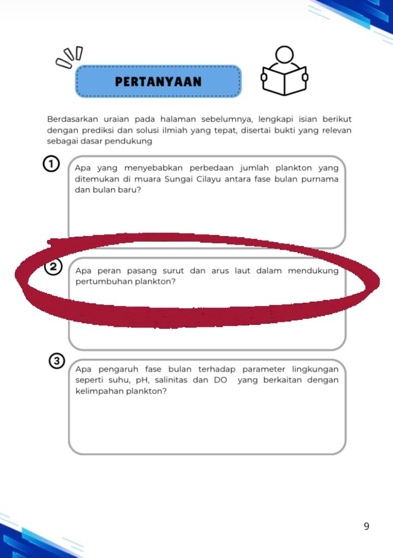 PERTANYAAN
Berdasarkan uraian pada halaman sebelumnya, lengkapi isian berikut
dengan prediksi dan solusi ilmiah yang tepat, disertai bukti yang relevan
sebagai dasar pendukung
1
Apa yang menyebabkan perbedaan jumlah plankton yang
ditemukan di muara Sungai Cilayu antara fase bulan purnama
dan bulan baru?
2
Apa peran pasang surut dan arus laut dalam mendukung
pertumbuhan plankton?
3
Apa pengaruh fase bulan terhadap parameter lingkungan
seperti suhu, pH, salinitas dan DO yang berkaitan dengan
kelimpahan plankton?
9